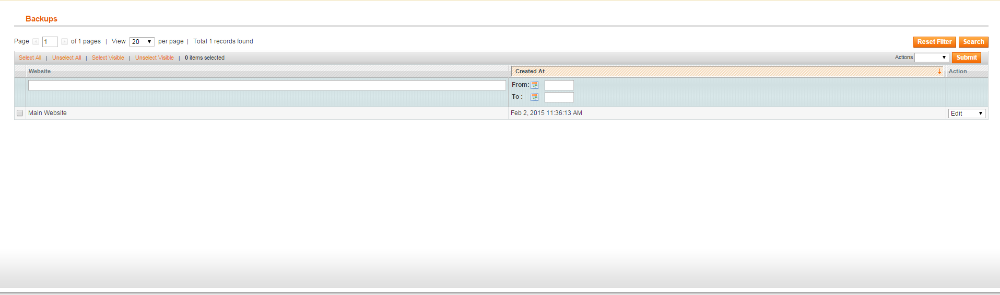 Backups
Page 1 of 1 pages | View 20 per page | Total 1 records found
Reset Filter Search
Select All | Unselect All | Select Visible | Unselect Visible | 0 items selected
Actions Submit
Website Created At Action
From:
To :
Main Website Feb 2, 2015 11:36:13 AM Edit